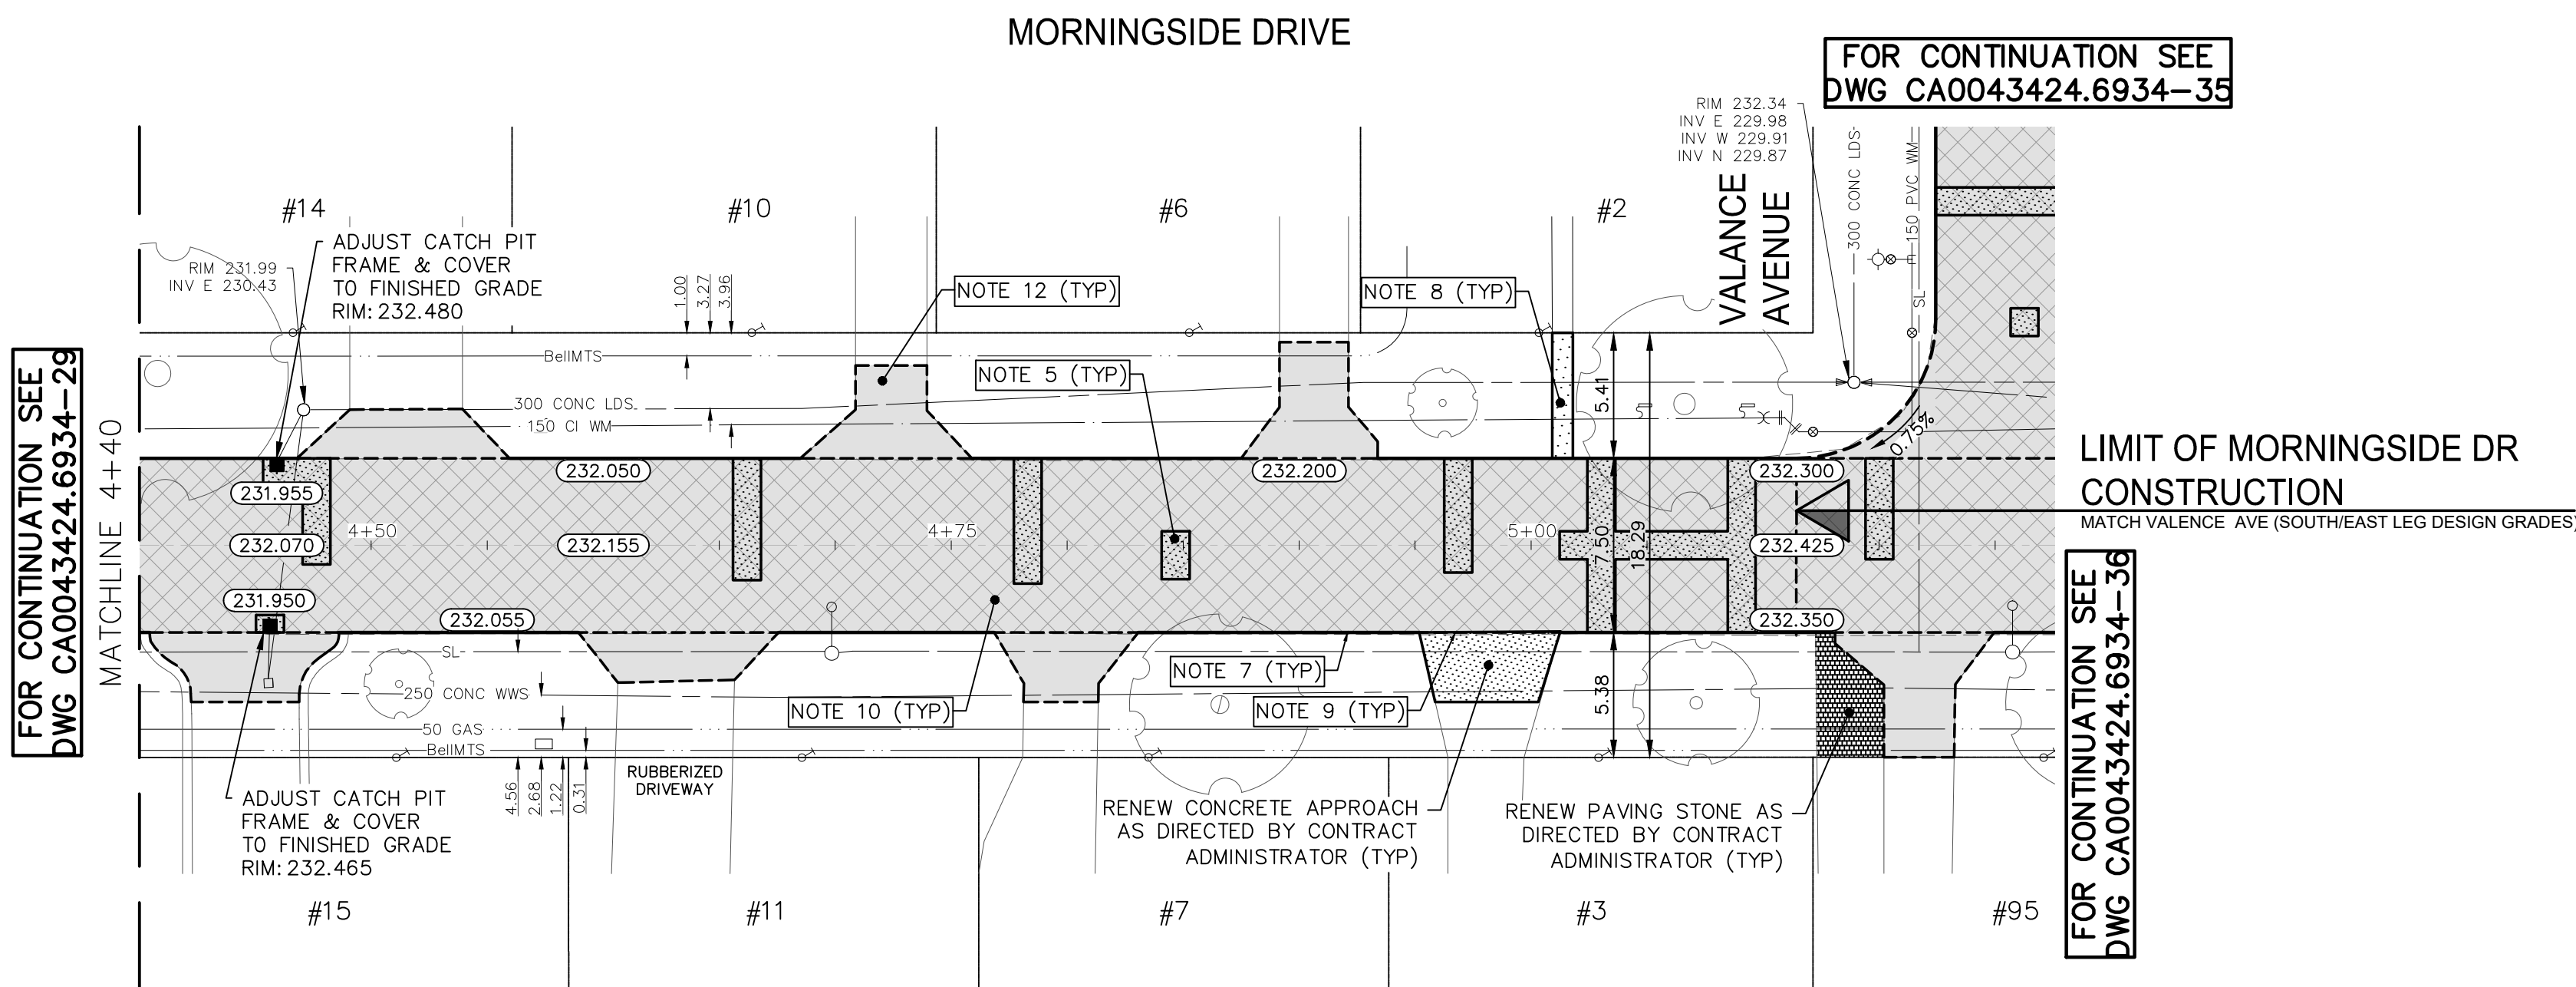 MORNINGSIDE DRIVE
FOR CONTINUATION SEE
DWG CA0043424.6934-35
RIM 232.34
INV E 229.98
INV W 229.91
INV N 229.87
300 CONC LDS
150 PVC WM
SL
VALANCE
AVENUE
#14
#10
#6
#2
ADJUST CATCH PIT
FRAME & COVER
TO FINISHED GRADE
RIM: 232.480
RIM 231.99
INV E 230.43
1.00
3.27
3.96
NOTE 12 (TYP)
NOTE 8 (TYP)
NOTE 5 (TYP)
BellMTS
300 CONC LDS
150 CI WM
5.41
0.75%
FOR CONTINUATION SEE
DWG CA0043424.6934-29
MATCHLINE 4+40
232.050
232.200
232.300
231.955
4+50
4+75
5+00
7.50
18.29
232.070
232.155
232.425
231.950
232.055
232.350
LIMIT OF MORNINGSIDE DR
CONSTRUCTION
MATCH VALENCE AVE (SOUTH/EAST LEG DESIGN GRADES)
FOR CONTINUATION SEE
DWG CA0043424.6934-36
SL
250 CONC WWS
50 GAS
BellMTS
NOTE 7 (TYP)
NOTE 10 (TYP)
NOTE 9 (TYP)
5.38
4.56
2.68
1.22
0.31
RUBBERIZED
DRIVEWAY
ADJUST CATCH PIT
FRAME & COVER
TO FINISHED GRADE
RIM: 232.465
RENEW CONCRETE APPROACH
AS DIRECTED BY CONTRACT
ADMINISTRATOR (TYP)
RENEW PAVING STONE AS
DIRECTED BY CONTRACT
ADMINISTRATOR (TYP)
#15
#11
#7
#3
#95